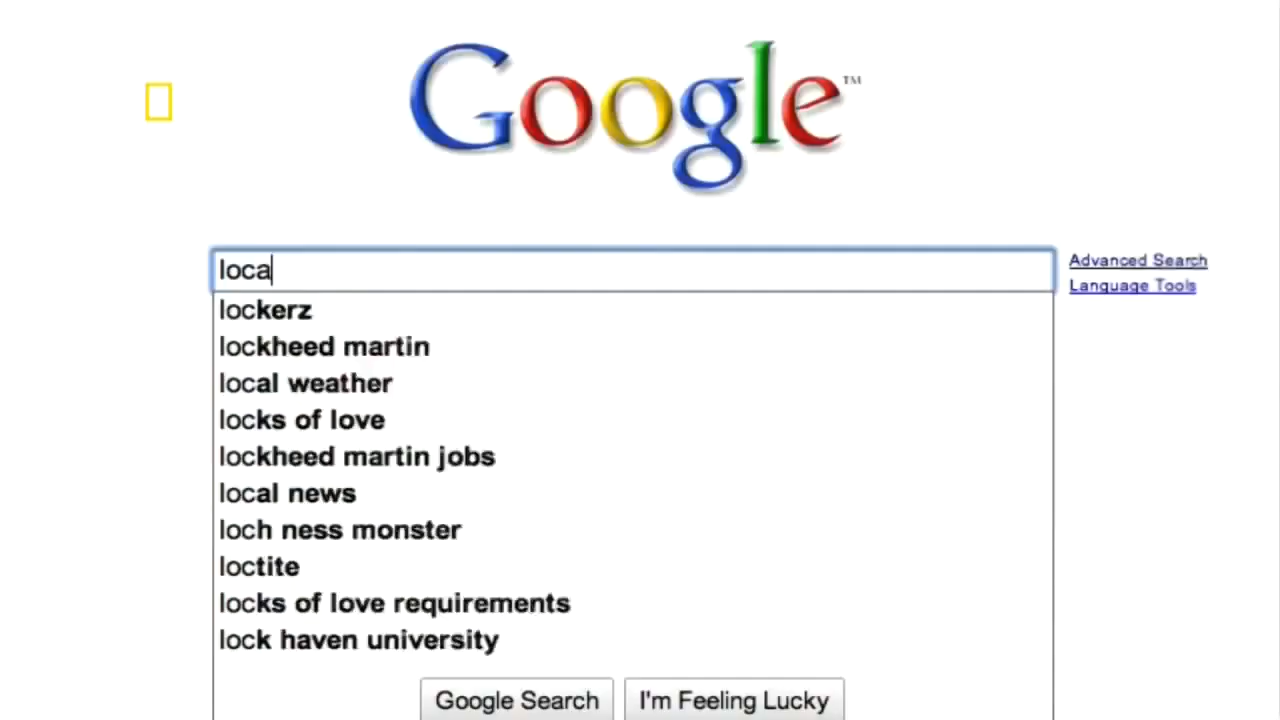 Google™
loca
Advanced Search
Language Tools
lockerz
lockheed martin
local weather
locks of love
lockheed martin jobs
local news
loch ness monster
loctite
locks of love requirements
lock haven university
Google Search
I'm Feeling Lucky